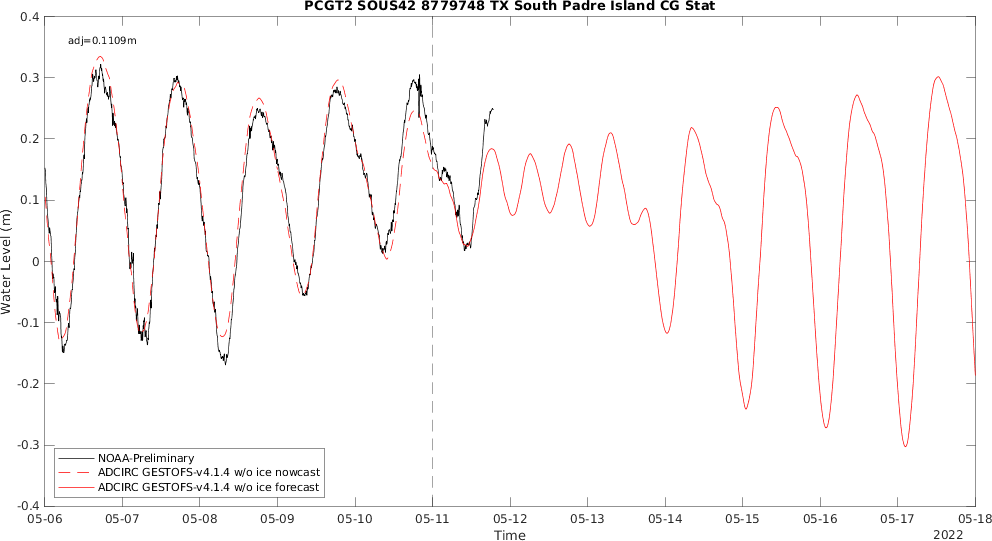 PCGT2 SOUS42 8779748 TX South Padre Island CG Stat
adj=0.1109m
0.4
0.3
0.2
0.1
0
-0.1
-0.2
-0.3
-0.4
Water Level (m)
NOAA-Preliminary
ADCIRC GESTOFS-v4.1.4 w/o ice nowcast
ADCIRC GESTOFS-v4.1.4 w/o ice forecast
05-06 05-07 05-08 05-09 05-10 05-11 05-12 05-13 05-14 05-15 05-16 05-17 05-18
Time
2022